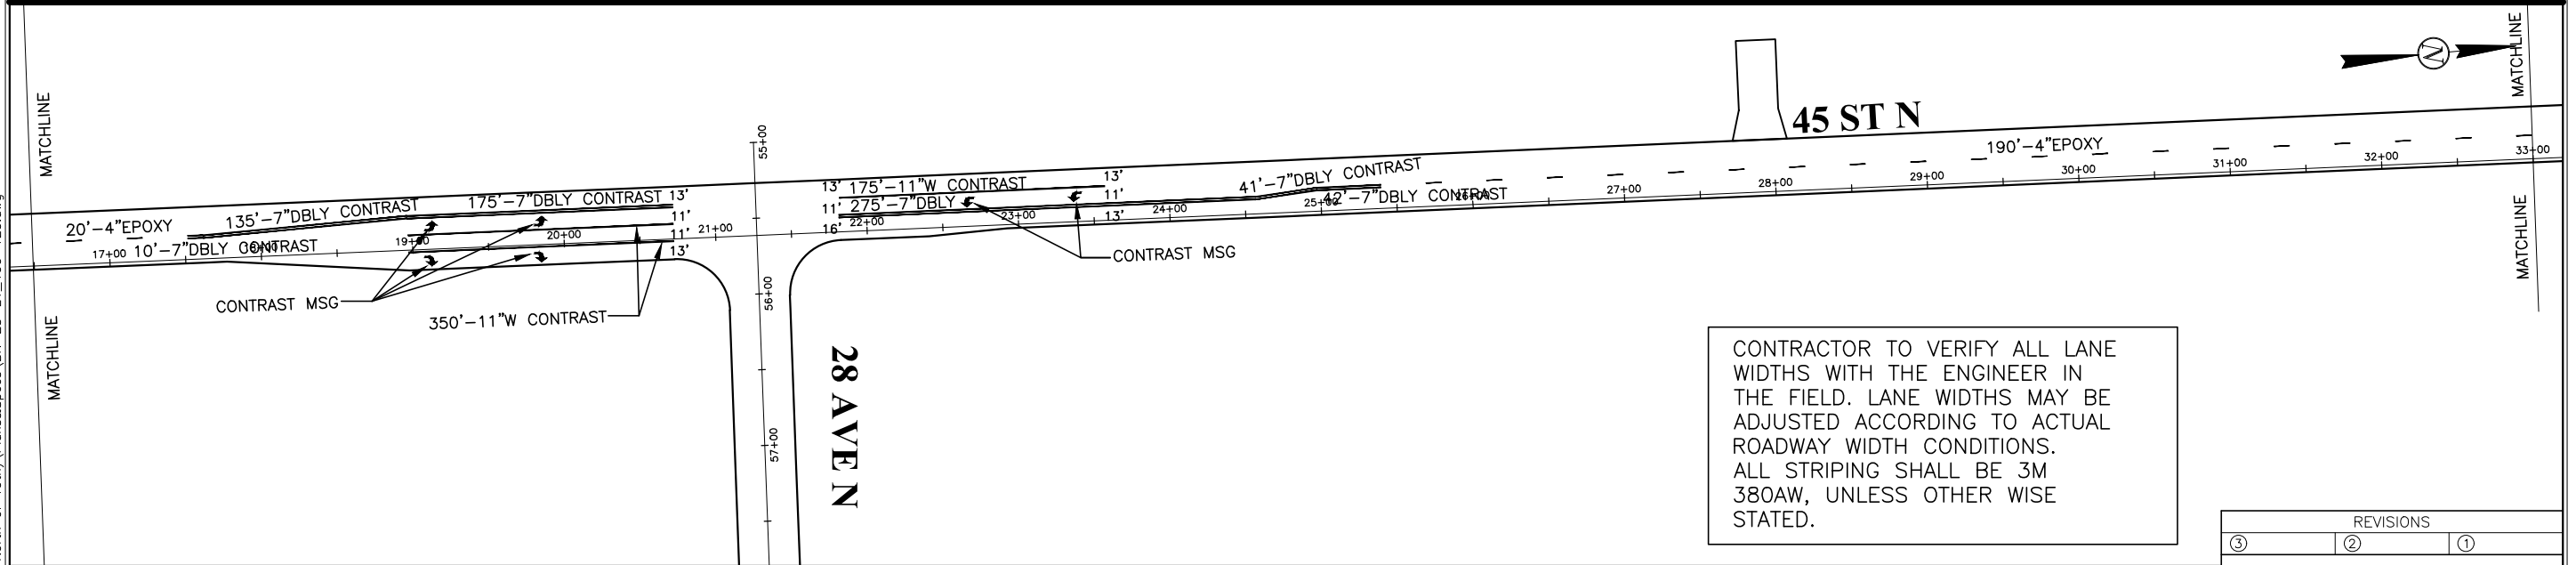 MATCHLINE
MATCHLINE
20'-4"EPOXY
17+00
10'-7"DBLY CONTRAST
135'-7"DBLY CONTRAST
18+00
19+00
175'-7"DBLY CONTRAST
13'
11'
11'
13'
20+00
21+00
CONTRAST MSG
350'-11"W CONTRAST
55+00
56+00
57+00
28 AVE N
13'
175'-11"W CONTRAST
13'
11'
275'-7"DBLY
11'
16'
22+00
23+00
13'
24+00
CONTRAST MSG
41'-7"DBLY CONTRAST
25+00
42'-7"DBLY CONTRAST
26+00
27+00
28+00
45 ST N
29+00
190'-4"EPOXY
30+00
31+00
32+00
33+00
N
MATCHLINE
MATCHLINE
CONTRACTOR TO VERIFY ALL LANE
WIDTHS WITH THE ENGINEER IN
THE FIELD. LANE WIDTHS MAY BE
ADJUSTED ACCORDING TO ACTUAL
ROADWAY WIDTH CONDITIONS.
ALL STRIPING SHALL BE 3M
380AW, UNLESS OTHER WISE
STATED.
REVISIONS
3
2
1